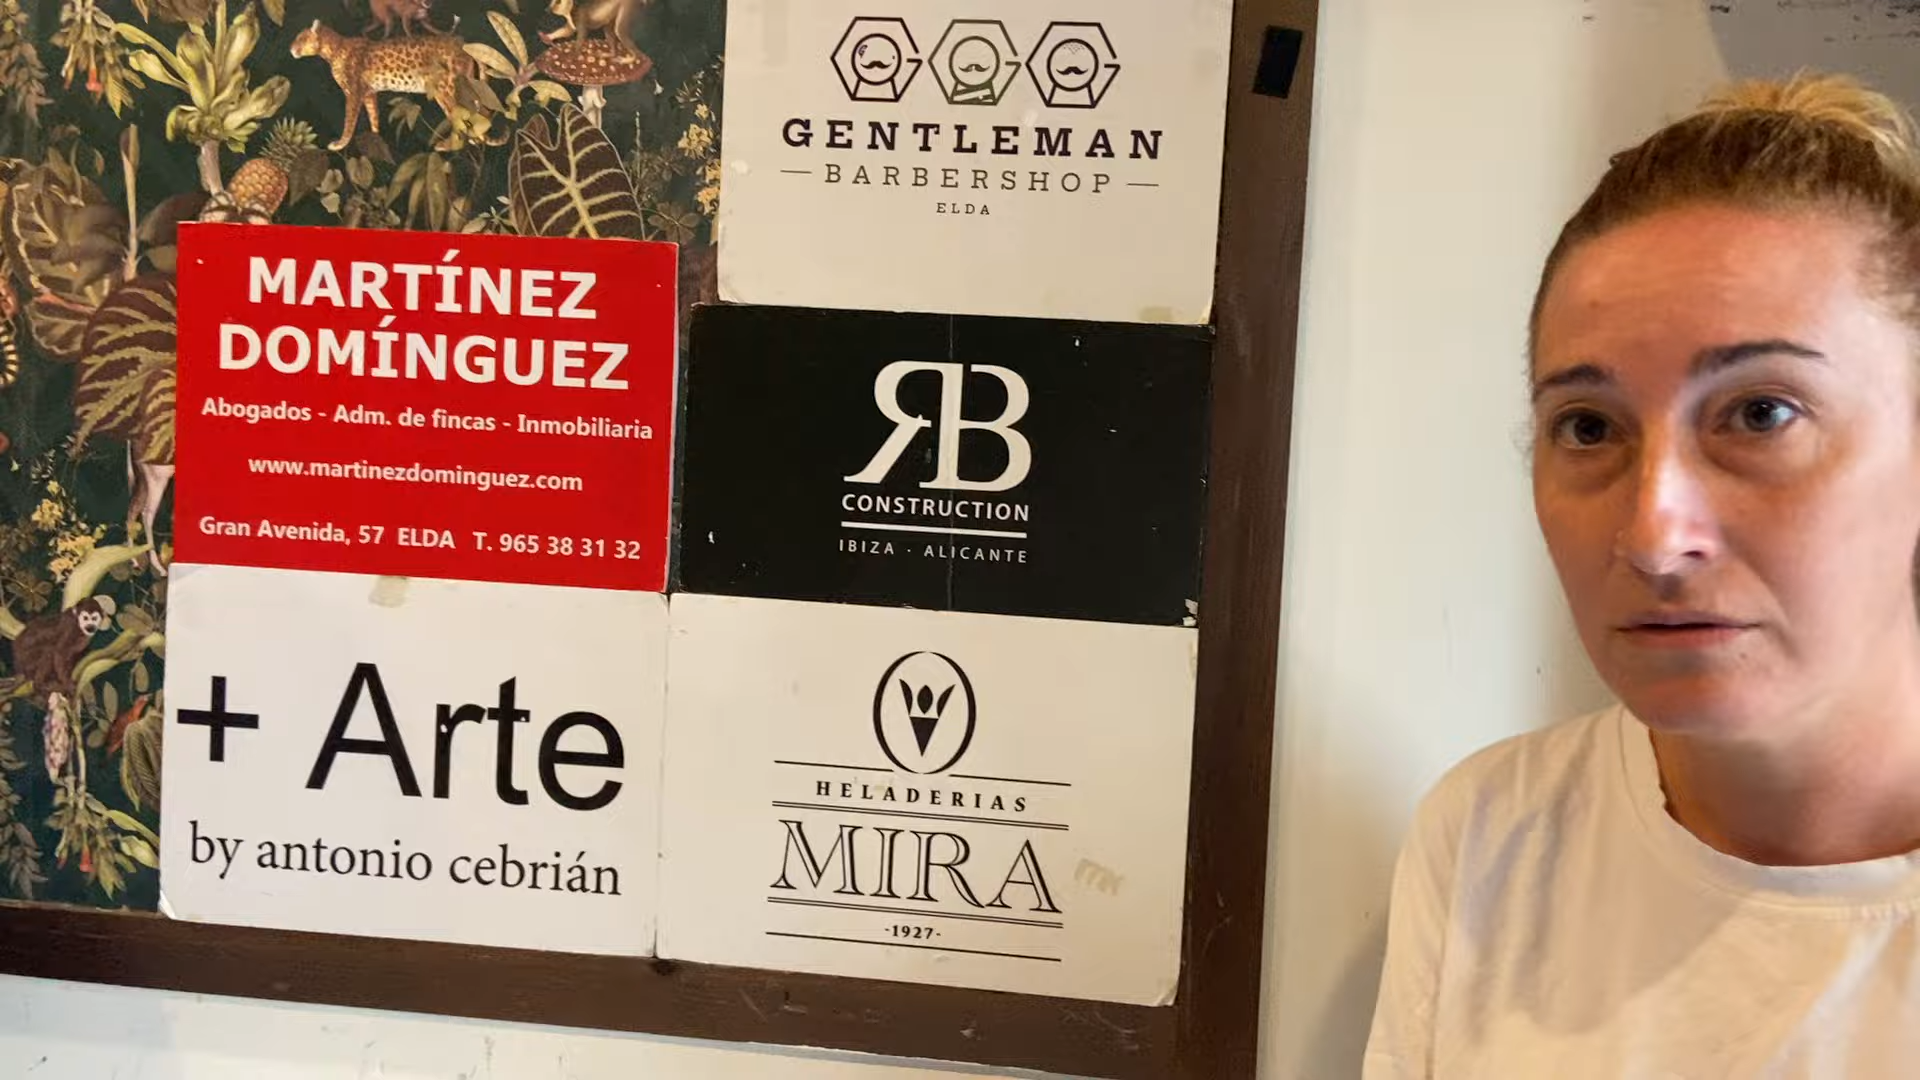 GENTLEMAN
BARBERSHOP
ELDA
MARTÍNEZ
DOMÍNGUEZ
Abogados - Adm. de fincas - Inmobiliaria
www.martinezdominguez.com
Gran Avenida, 57 ELDA T. 965 38 31 32
RB
CONSTRUCTION
IBIZA · ALICANTE
+ Arte
by antonio cebrián
HELADERIAS
MIRA
-1927-